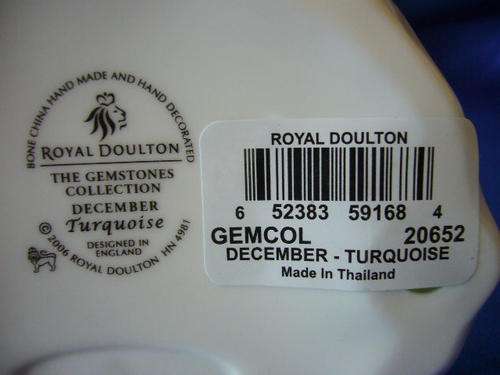 BONE CHINA HAND MADE AND HAND DECORATED
ROYAL DOULTON
THE GEMSTONES
COLLECTION
DECEMBER
Turquoise
DESIGNED IN
ENGLAND
© 2006 ROYAL DOULTON HN 4981
ROYAL DOULTON
6 52383 59168 4
GEMCOL 20652
DECEMBER - TURQUOISE
Made In Thailand